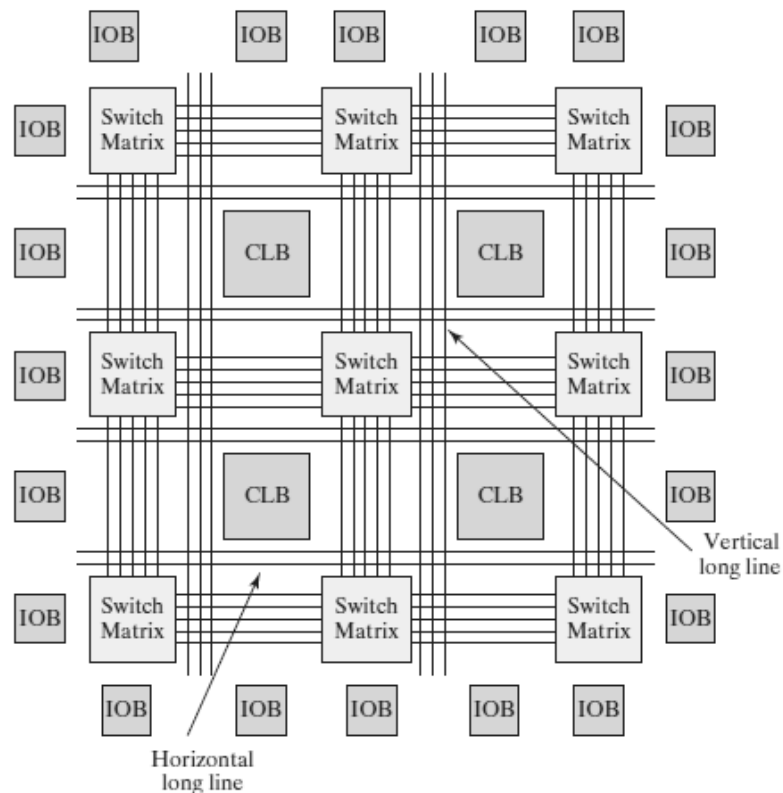 IOB IOB IOB IOB IOB
IOB Switch Matrix Switch Matrix Switch Matrix IOB
IOB CLB CLB IOB
IOB Switch Matrix Switch Matrix Switch Matrix IOB
IOB CLB CLB IOB
Vertical
long line
IOB Switch Matrix Switch Matrix Switch Matrix IOB
IOB IOB IOB IOB IOB
Horizontal
long line